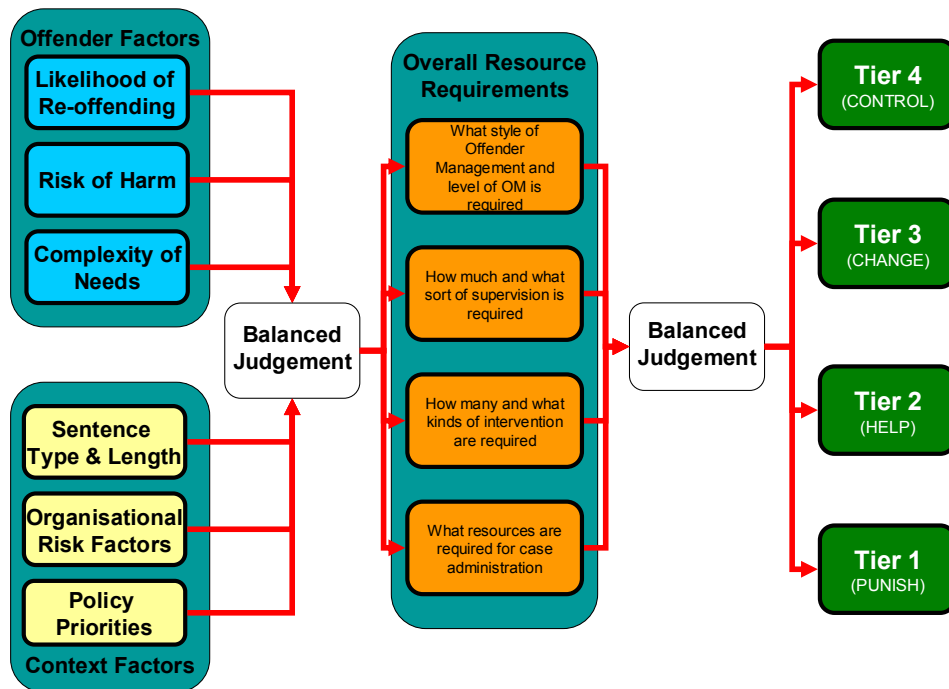 Offender Factors
Likelihood of
Re-offending
Risk of Harm
Complexity of
Needs
Balanced
Judgement
Sentence
Type & Length
Organisational
Risk Factors
Policy
Priorities
Context Factors
Overall Resource
Requirements
What style of
Offender
Management and
level of OM is
required
How much and what
sort of supervision is
required
How many and what
kinds of intervention
are required
What resources are
required for case
administration
Balanced
Judgement
Tier 4
(CONTROL)
Tier 3
(CHANGE)
Tier 2
(HELP)
Tier 1
(PUNISH)